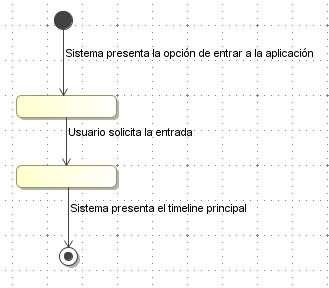 Sistema presenta la opción de entrar a la aplicación
Usuario solicita la entrada
Sistema presenta el timeline principal